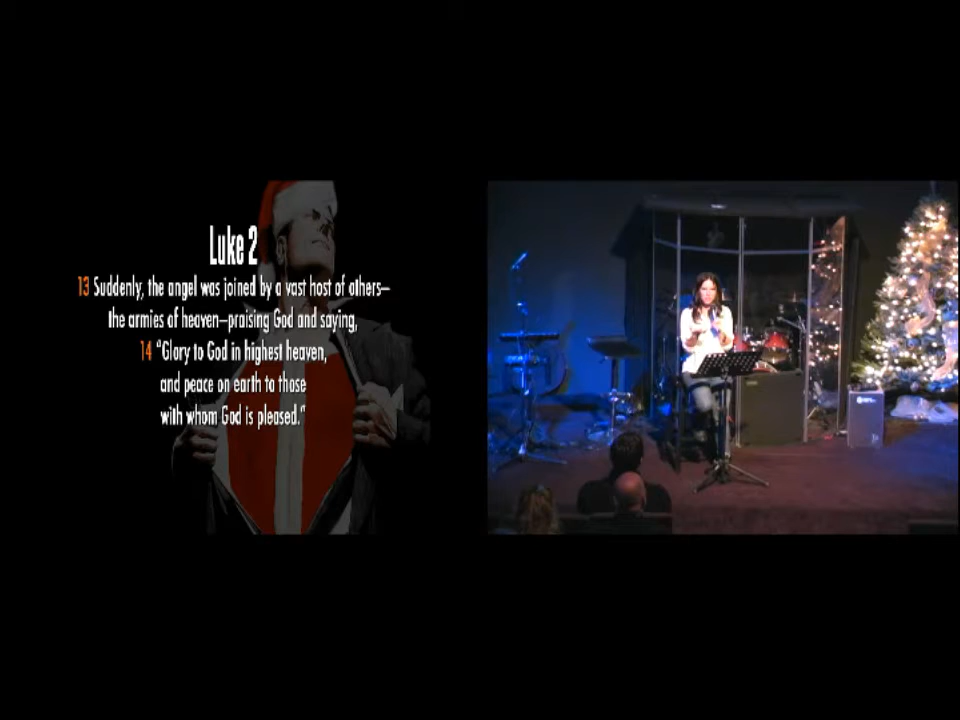 Luke 2
13 Suddenly, the angel was joined by a vast host of others—
the armies of heaven—praising God and saying,
14 “Glory to God in highest heaven,
and peace on earth to those
with whom God is pleased.”